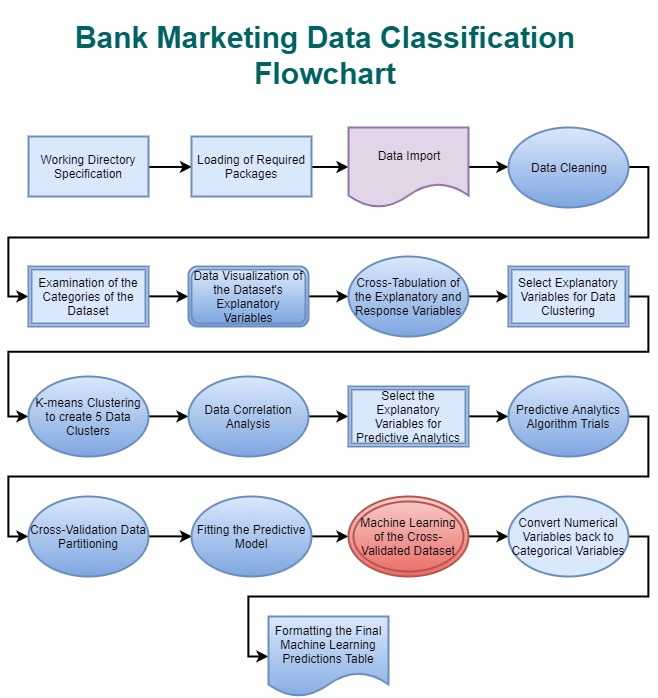 Bank Marketing Data Classification
Flowchart
Working Directory
Specification
Loading of Required
Packages
Data Import
Data Cleaning
Examination of the
Categories of the
Dataset
Data Visualization of
the Dataset's
Explanatory
Variables
Cross-Tabulation of
the Explanatory and
Response Variables
Select Explanatory
Variables for Data
Clustering
K-means Clustering
to create 5 Data
Clusters
Data Correlation
Analysis
Select the
Explanatory
Variables for
Predictive Analytics
Predictive Analytics
Algorithm Trials
Cross-Validation Data
Partitioning
Fitting the Predictive
Model
Machine Learning
of the Cross-
Validated Dataset
Convert Numerical
Variables back to
Categorical Variables
Formatting the Final
Machine Learning
Predictions Table